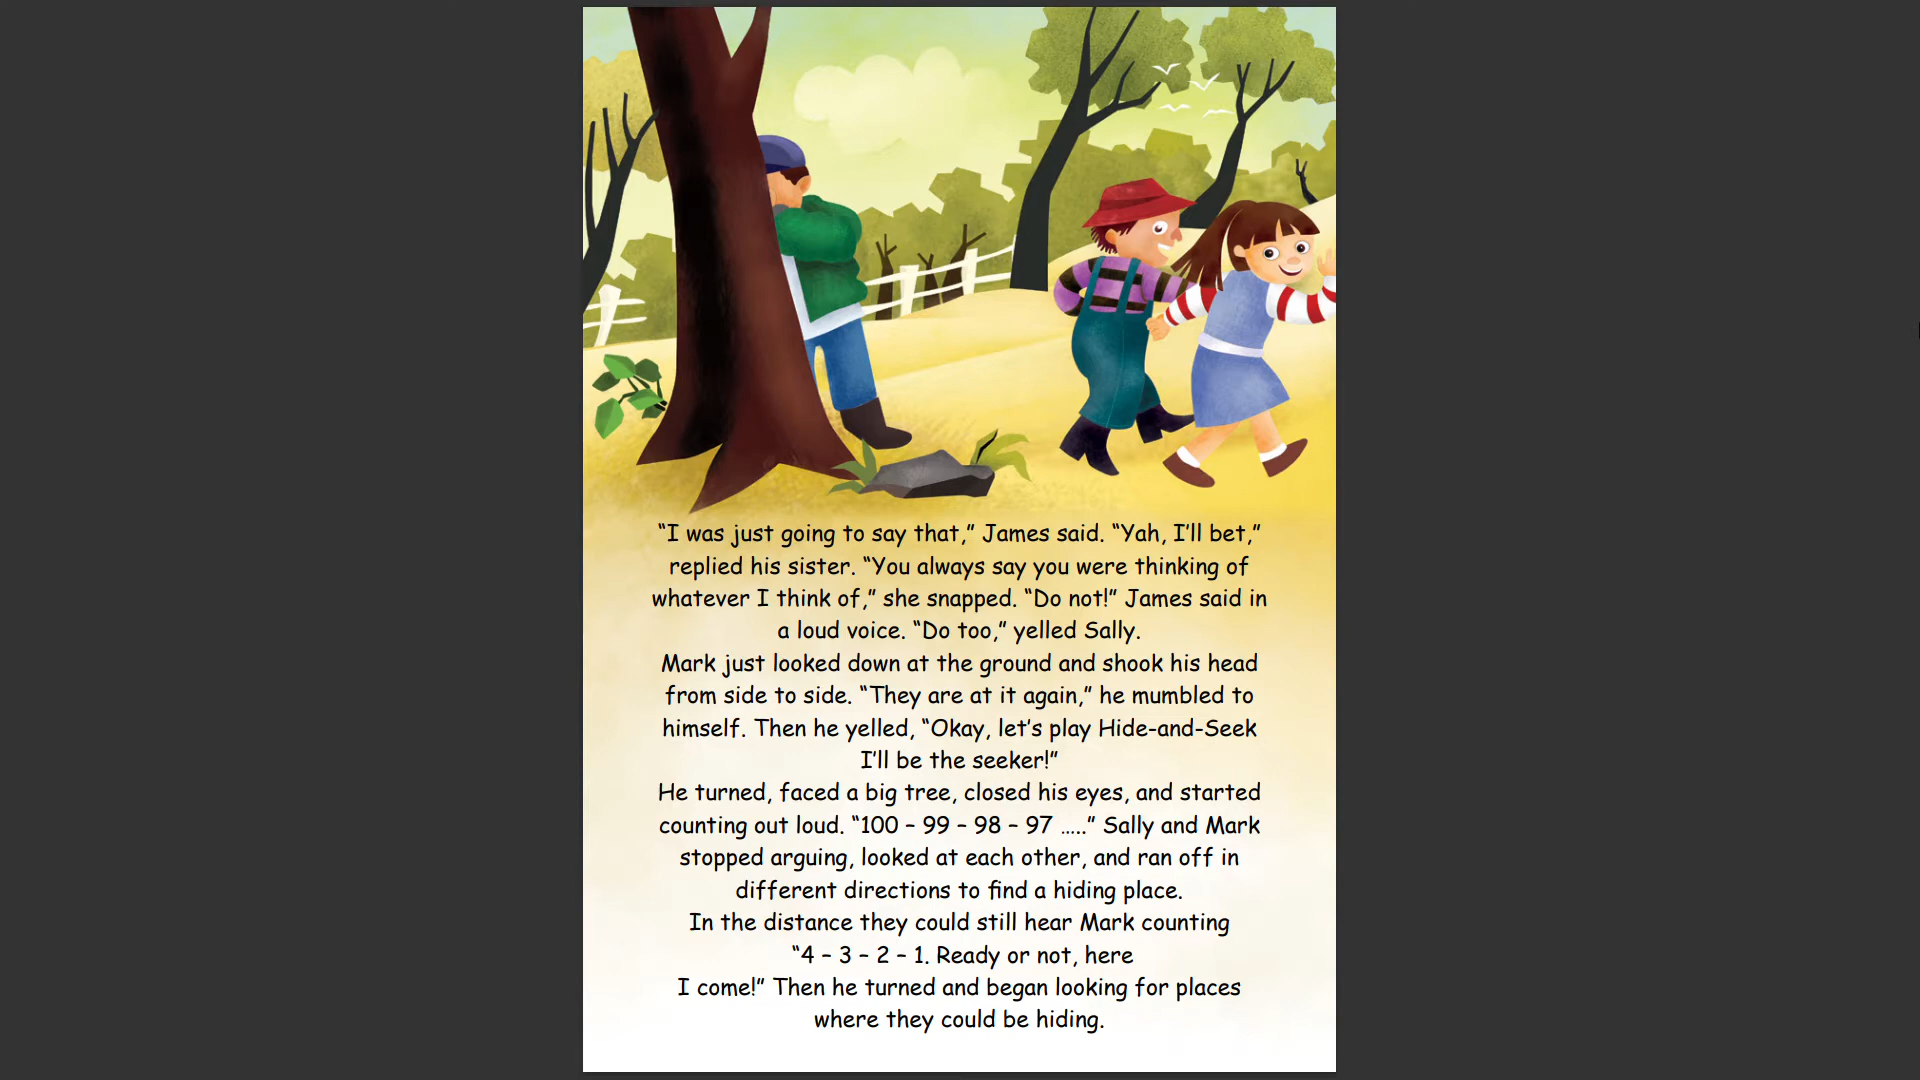 “I was just going to say that,” James said. “Yah, I’ll bet,”
replied his sister. “You always say you were thinking of
whatever I think of,” she snapped. “Do not!” James said in
a loud voice. “Do too,” yelled Sally.
Mark just looked down at the ground and shook his head
from side to side. “They are at it again,” he mumbled to
himself. Then he yelled, “Okay, let’s play Hide-and-Seek
I’ll be the seeker!”
He turned, faced a big tree, closed his eyes, and started
counting out loud. “100 – 99 – 98 – 97 .....” Sally and Mark
stopped arguing, looked at each other, and ran off in
different directions to find a hiding place.
In the distance they could still hear Mark counting
“4 – 3 – 2 – 1. Ready or not, here
I come!” Then he turned and began looking for places
where they could be hiding.